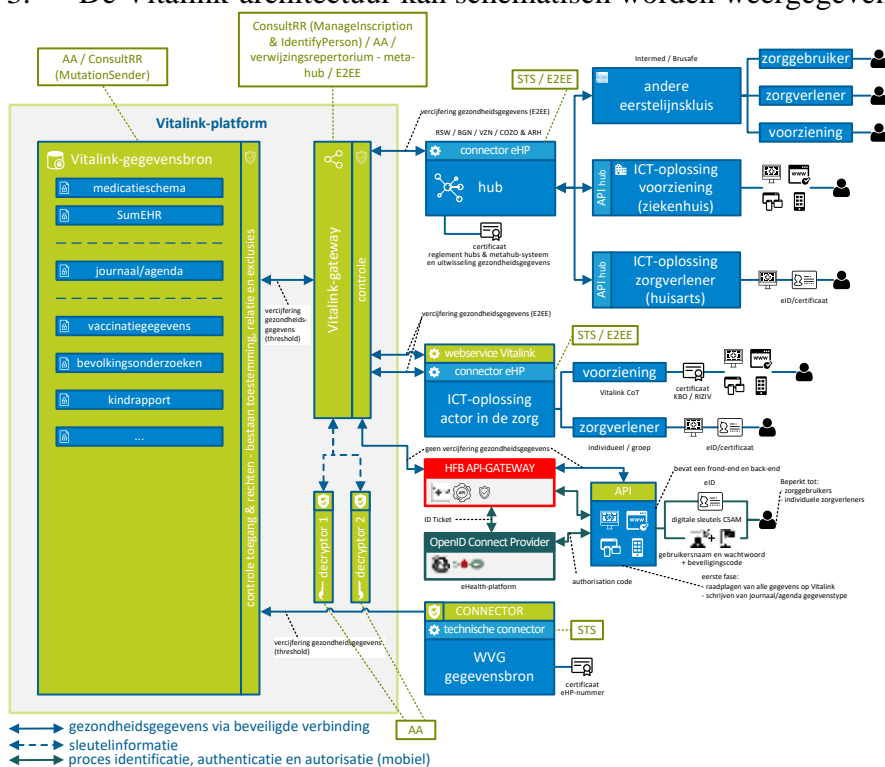 3. De Vitalink-architectuur kan schematisch worden weergegeven
AA / ConsultRR
(MutationSender)
ConsultRR (ManageInscription
& IdentifyPerson) / AA /
verwijzingsrepertorium - meta-
hub / E2EE
STS / E2EE
Vitalink-platform
Vitalink-gegevensbron
medicatieschema
SumEHR
journaal/agenda
vaccinatiegegevens
bevolkingsonderzoeken
kindrapport
...
controle toegang & rechten - bestaan toestemming, relatie en exclusies
vercijfering
gezondheids-
gegevens
(threshold)
Vitalink-gateway
controle
decryptor 1
decryptor 2
vercijfering gezondheidsgegevens (E2EE)
RSW / BGN / VZN / COZO & ARH
connector eHP
hub
certificaat
reglement hubs & metahub-systeem
en uitwisseling gezondheidsgegevens
Intermed / Brusafe
andere
eerstelijnskluis
zorggebruiker
zorgverlener
voorziening
API hub
ICT-oplossing
voorziening
(ziekenhuis)
WWW
API hub
ICT-oplossing
zorgverlener
(huisarts)
eID/certificaat
vercijfering gezondheidsgegevens (E2EE)
STS / E2EE
webservice Vitalink
connector eHP
ICT-oplossing
actor in de zorg
voorziening
Vitalink CoT
certificaat
KBO / RIZIV
WWW
zorgverlener
individueel / groep
eID/certificaat
geen vercijfering gezondheidsgegevens
HFB API-GATEWAY
API
ID Ticket
OpenID Connect Provider
eHealth-platform
authorisation code
API
WWW
bevat een frond-end en back-end
eID
digitale sleutels CSAM
gebruikersnaam en wachtwoord
+ beveiligingscode
Beperkt tot:
- zorggebruikers
- individuele zorgverleners
eerste fase:
- raadplegen van alle gegevens op Vitalink
- schrijven van journaal/agenda gegevenstype
vercijfering gezondheidsgegevens
(threshold)
CONNECTOR
technische connector
WVG
gegevensbron
STS
certificaat
eHP-nummer
AA
gezondheidsgegevens via beveiligde verbinding
sleutelinformatie
proces identificatie, authenticatie en autorisatie (mobiel)